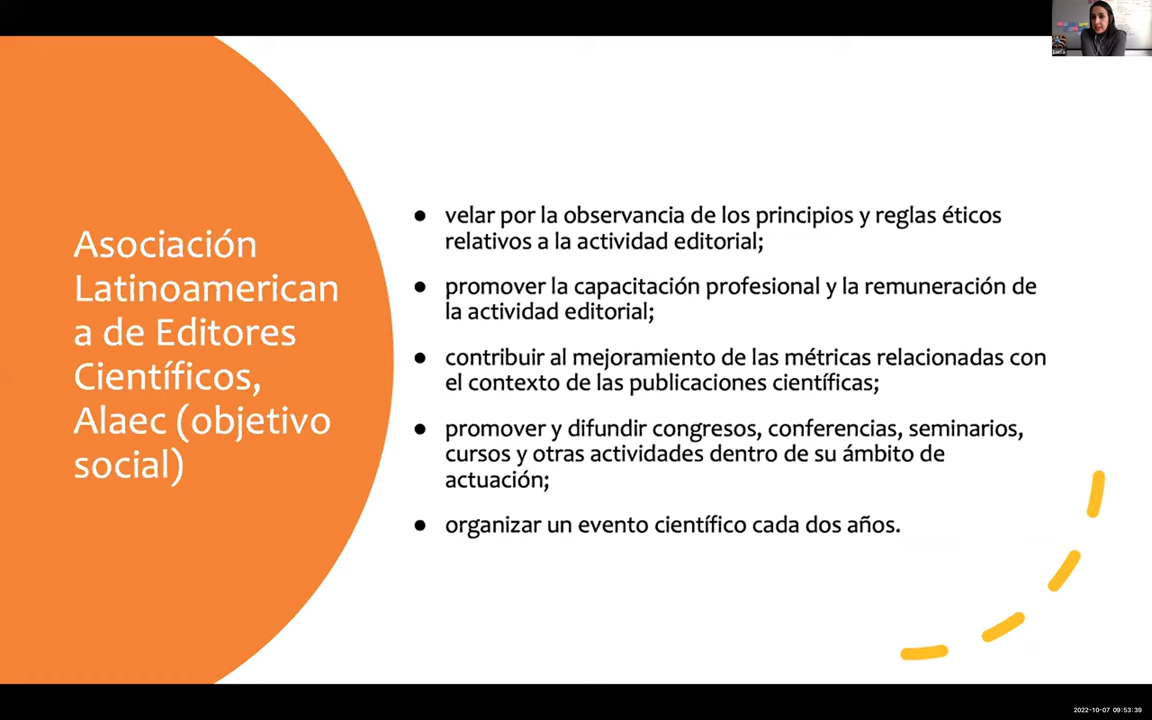 Asociación
Latinoamerican
a de Editores
Científicos,
Alaec (objetivo
social)
● velar por la observancia de los principios y reglas éticos
relativos a la actividad editorial;
● promover la capacitación profesional y la remuneración de
la actividad editorial;
● contribuir al mejoramiento de las métricas relacionadas con
el contexto de las publicaciones científicas;
● promover y difundir congresos, conferencias, seminarios,
cursos y otras actividades dentro de su ámbito de
actuación;
● organizar un evento científico cada dos años.
2022-10-07 09:53:39